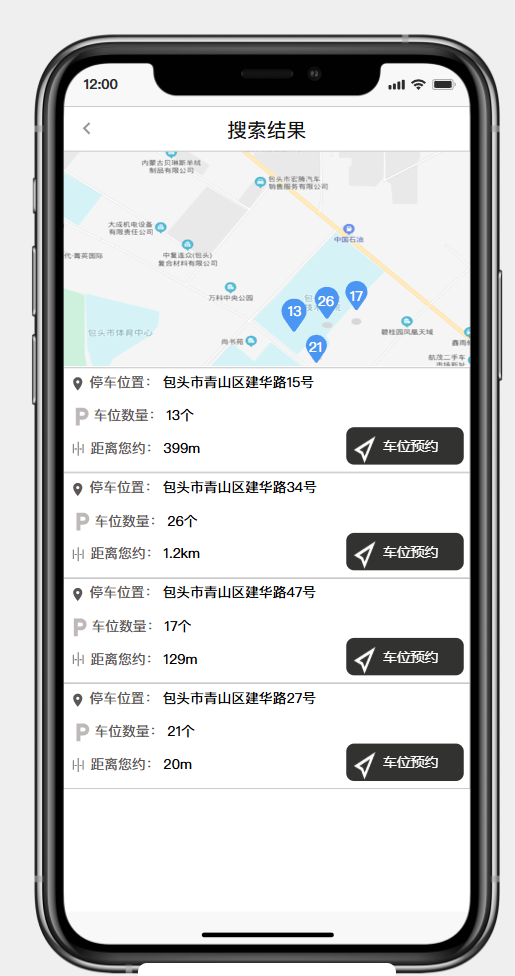 12:00
搜索结果
内蒙古贝琳斯羊绒
制品有限公司
包头市宏腾汽车
销售服务有限公司
大成机电设备
有限责任公司
中国石油
代·菁英国际
中复连众(包头)
复合材料有限公司
万科中央公园
13
26
17
包头市体育中心
尚书苑
21
碧桂园凤凰天域
航茂二手车
停车位置： 包头市青山区建华路15号
P 车位数量： 13个
距离您约： 399m
车位预约
停车位置： 包头市青山区建华路34号
P 车位数量： 26个
距离您约： 1.2km
车位预约
停车位置： 包头市青山区建华路47号
P 车位数量： 17个
距离您约： 129m
车位预约
停车位置： 包头市青山区建华路27号
P 车位数量： 21个
距离您约： 20m
车位预约